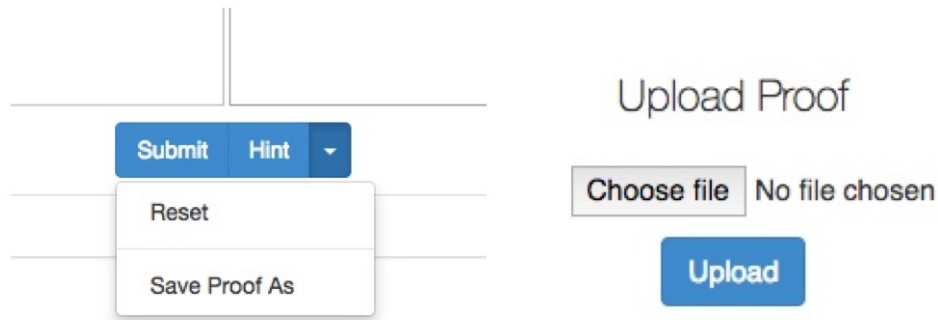 Submit Hint
Reset
Save Proof As
Upload Proof
Choose file No file chosen
Upload